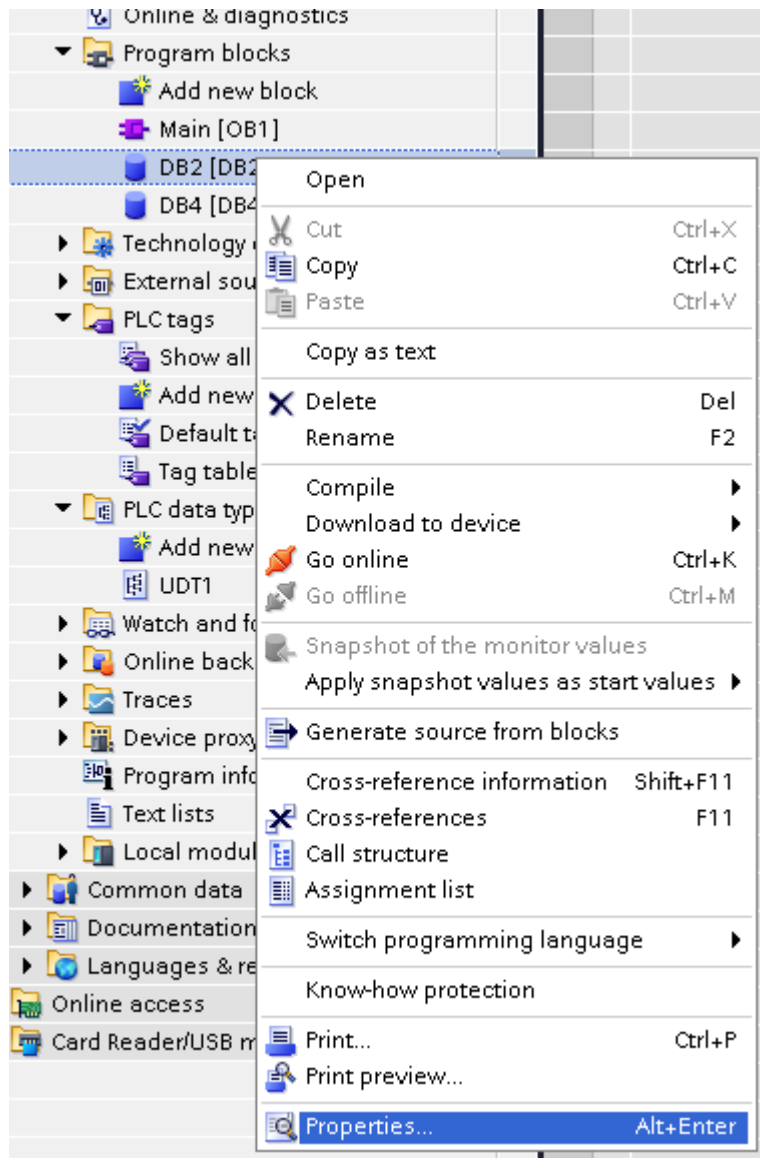 Online & diagnostics
Program blocks
Add new block
Main [OB1]
DB2 [DB2
DB4 [DB4
Technology
External sou
PLC tags
Show all
Add new
Default ta
Tag table
PLC data typ
Add new
UDT1
Watch and fo
Online back
Traces
Device proxy
Program info
Text lists
Local modul
Common data
Documentation
Languages & re
Online access
Card Reader/USB m
Open
Cut Ctrl+X
Copy Ctrl+C
Paste Ctrl+V
Copy as text
Delete Del
Rename F2
Compile
Download to device
Go online Ctrl+K
Go offline Ctrl+M
Snapshot of the monitor values
Apply snapshot values as start values
Generate source from blocks
Cross-reference information Shift+F11
Cross-references F11
Call structure
Assignment list
Switch programming language
Know-how protection
Print... Ctrl+P
Print preview...
Properties... Alt+Enter